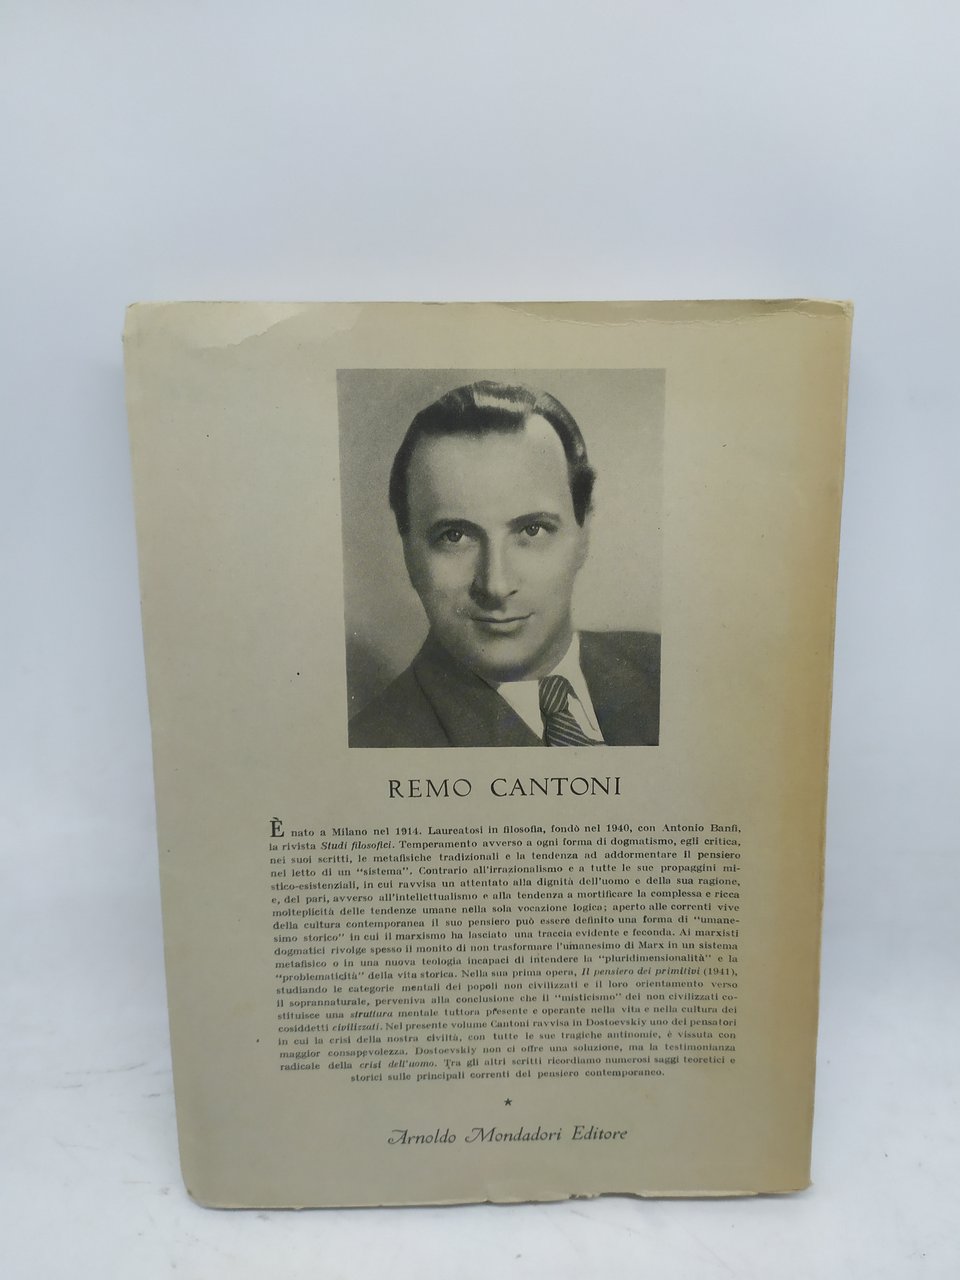 REMO CANTONI
È nato a Milano nel 1914. Laureatosi in filosofia, fondò nel 1940, con Antonio Banfi,
la rivista Studi filosofici. Temperamento avverso a ogni forma di dogmatismo, egli critica,
nei suoi scritti, le metafisiche tradizionali e la tendenza ad addormentare il pensiero
nel letto di un "sistema". Contrario all'irrazionalismo e a tutte le sue propaggini mi-
stico-esistenziali, in cui ravvisa un attentato alla dignità dell'uomo e della sua ragione,
e, del pari, avverso all'intellettualismo e alla tendenza a mortificare la complessa e ricca
molteplicità delle tendenze umane nella sola vocazione logica; aperto alle correnti vive
della cultura contemporanea il suo pensiero può essere definito una forma di "umane-
simo storico" in cui il marxismo ha lasciato una traccia evidente e feconda. Ai marxisti
dogmatici rivolge spesso il monito di non trasformare l'umanesimo di Marx in un sistema
metafisico o in una nuova teologia incapaci di intendere la "pluridimensionalità" e la
"problematicità" della vita storica. Nella sua prima opera, Il pensiero dei primitivi (1941),
studiando le categorie mentali dei popoli non civilizzati e il loro orientamento verso
il soprannaturale, perveniva alla conclusione che il "misticismo" dei non civilizzati co-
stituisce una struttura mentale tuttora presente e operante nella vita e nella cultura dei
cosiddetti civilizzati. Nel presente volume Cantoni ravvisa in Dostoevskiy uno dei pensatori
in cui la crisi della nostra civiltà, con tutte le sue tragiche antinomie, è vissuta con
maggior consapevolezza. Dostoevskiy non ci offre una soluzione, ma la testimonianza
radicale della crisi dell'uomo. Tra gli altri scritti ricordiamo numerosi saggi teoretici e
storici sulle principali correnti del pensiero contemporaneo.
★
Arnoldo Mondadori Editore